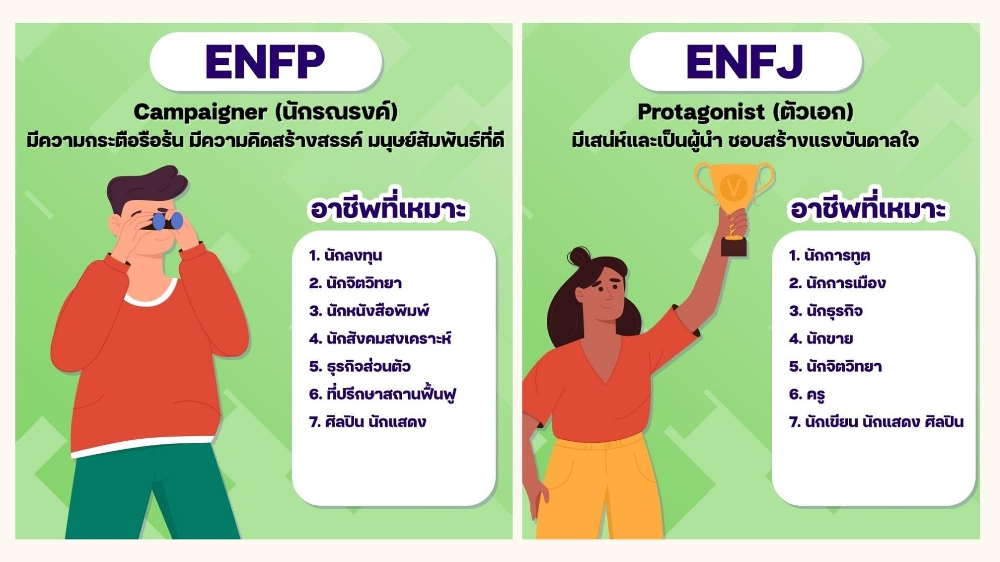 ENFP
Campaigner (นักรณรงค์)
มีความกระตือรือร้น มีความคิดสร้างสรรค์ มนุษย์สัมพันธ์ที่ดี
อาชีพที่เหมาะ
1. นักลงทุน
2. นักจิตวิทยา
3. นักหนังสือพิมพ์
4. นักสังคมสงเคราะห์
5. ธุรกิจส่วนตัว
6. ที่ปรึกษาสถานฟื้นฟู
7. ศิลปิน นักแสดง
ENFJ
Protagonist (ตัวเอก)
มีเสน่ห์และเป็นผู้นำ ชอบสร้างแรงบันดาลใจ
V
อาชีพที่เหมาะ
1. นักการทูต
2. นักการเมือง
3. นักธุรกิจ
4. นักขาย
5. นักจิตวิทยา
6. ครู
7. นักเขียน นักแสดง ศิลปิน